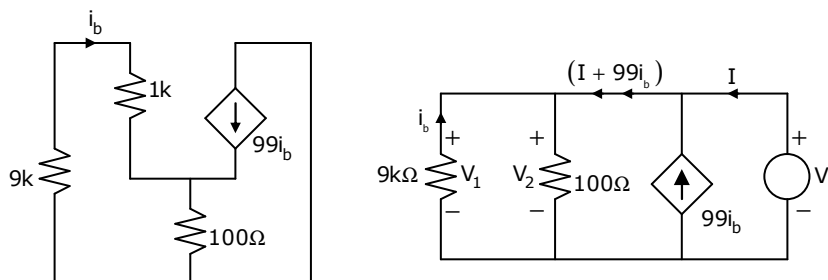 i_b
1k
99i_b
9k
100Ω
(I + 99i_b)
I
i_b
+
+
+
9kΩ
V_1
V_2
100Ω
V
−
−
−
99i_b